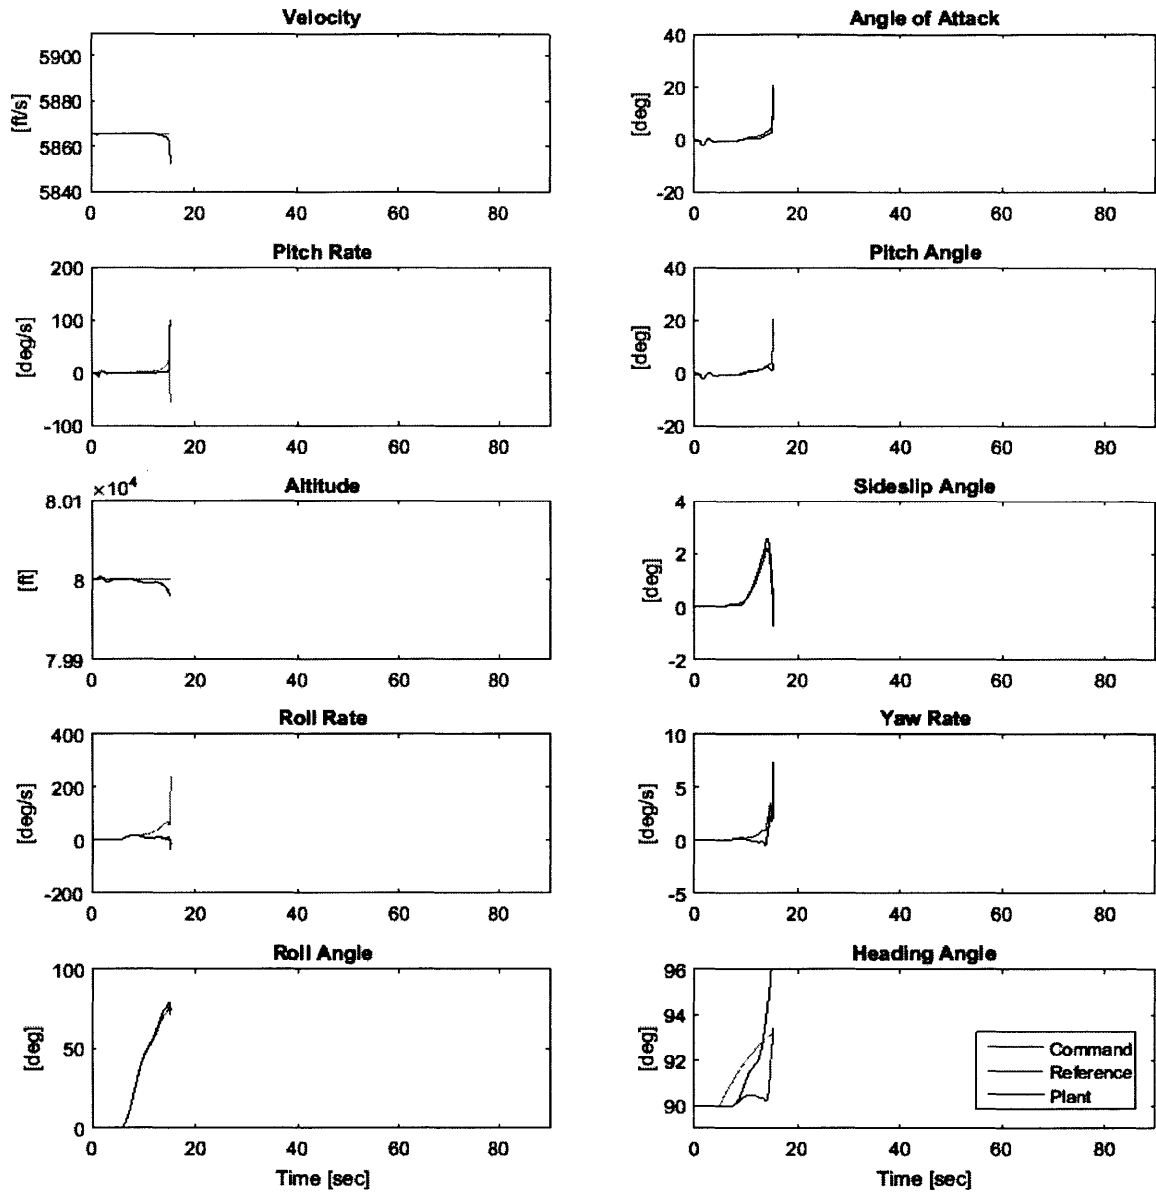 Velocity
[ft/s]
5900
5880
5860
5840
0 20 40 60 80
Angle of Attack
[deg]
40
20
0
-20
0 20 40 60 80
Pitch Rate
[deg/s]
200
100
0
-100
0 20 40 60 80
Pitch Angle
[deg]
40
20
0
-20
0 20 40 60 80
Altitude
×10⁴
[ft]
8.01
8
7.99
0 20 40 60 80
Sideslip Angle
[deg]
4
2
0
-2
0 20 40 60 80
Roll Rate
[deg/s]
400
200
0
-200
0 20 40 60 80
Yaw Rate
[deg/s]
10
5
0
-5
0 20 40 60 80
Roll Angle
[deg]
100
50
0
0 20 40 60 80
Time [sec]
Heading Angle
[deg]
96
94
92
90
Command
Reference
Plant
0 20 40 60 80
Time [sec]